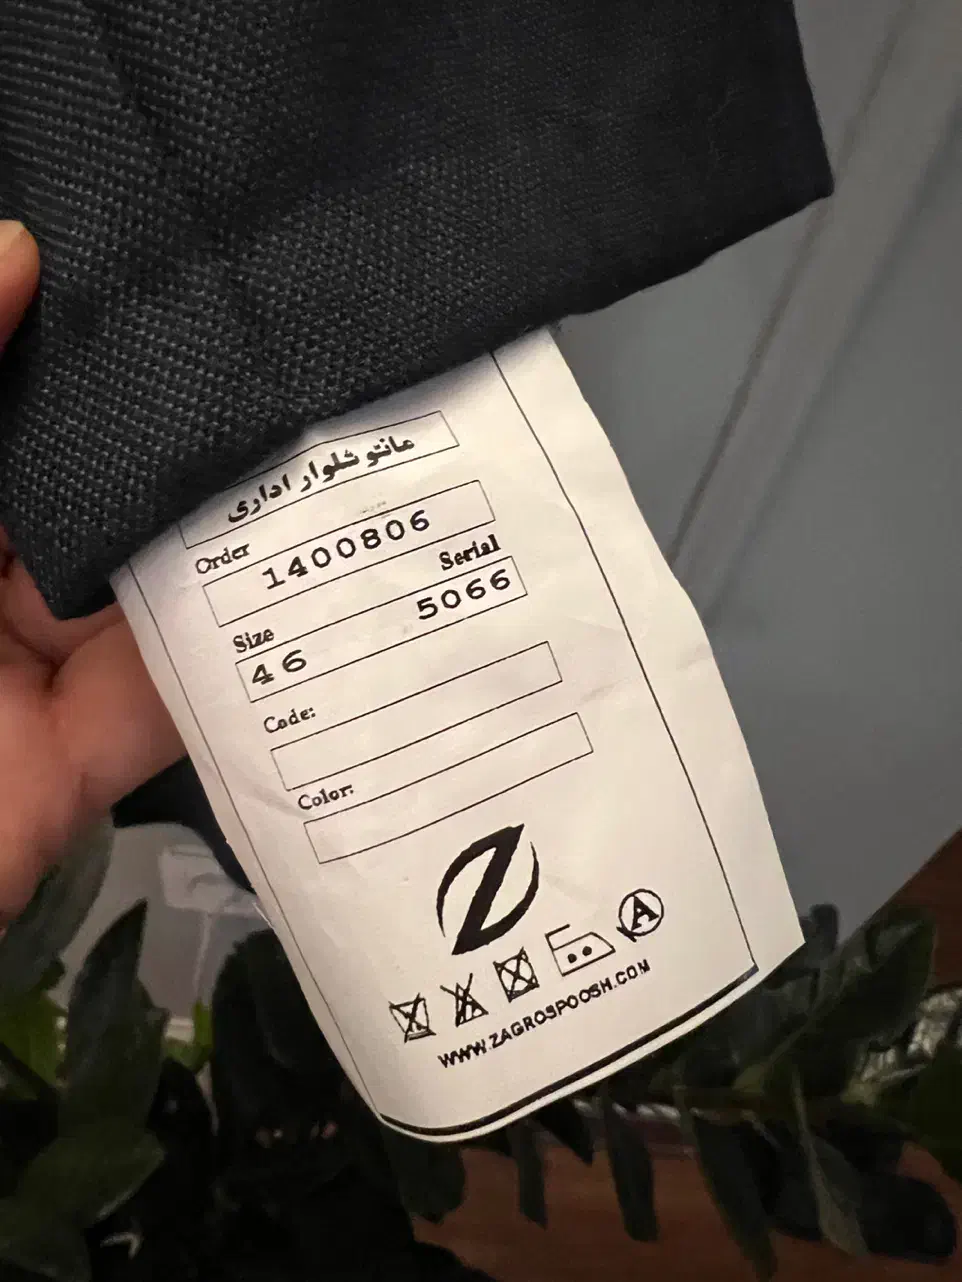 مانتو شلوار اداری
Order
1400806
Serial
Size
46 5066
Code:
Color:
Z
A
WWW.ZAGROSPOOSH.COM